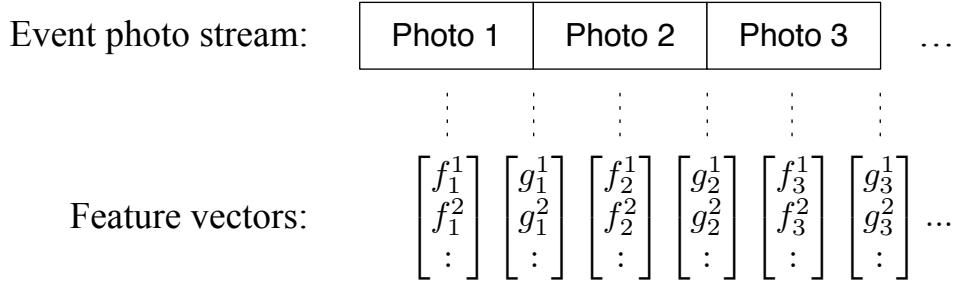 Event photo stream: Photo 1 Photo 2 Photo 3 …
Feature vectors: [f_1^1 f_1^2 :] [g_1^1 g_1^2 :] [f_2^1 f_2^2 :] [g_2^1 g_2^2 :] [f_3^1 f_3^2 :] [g_3^1 g_3^2 :] ...